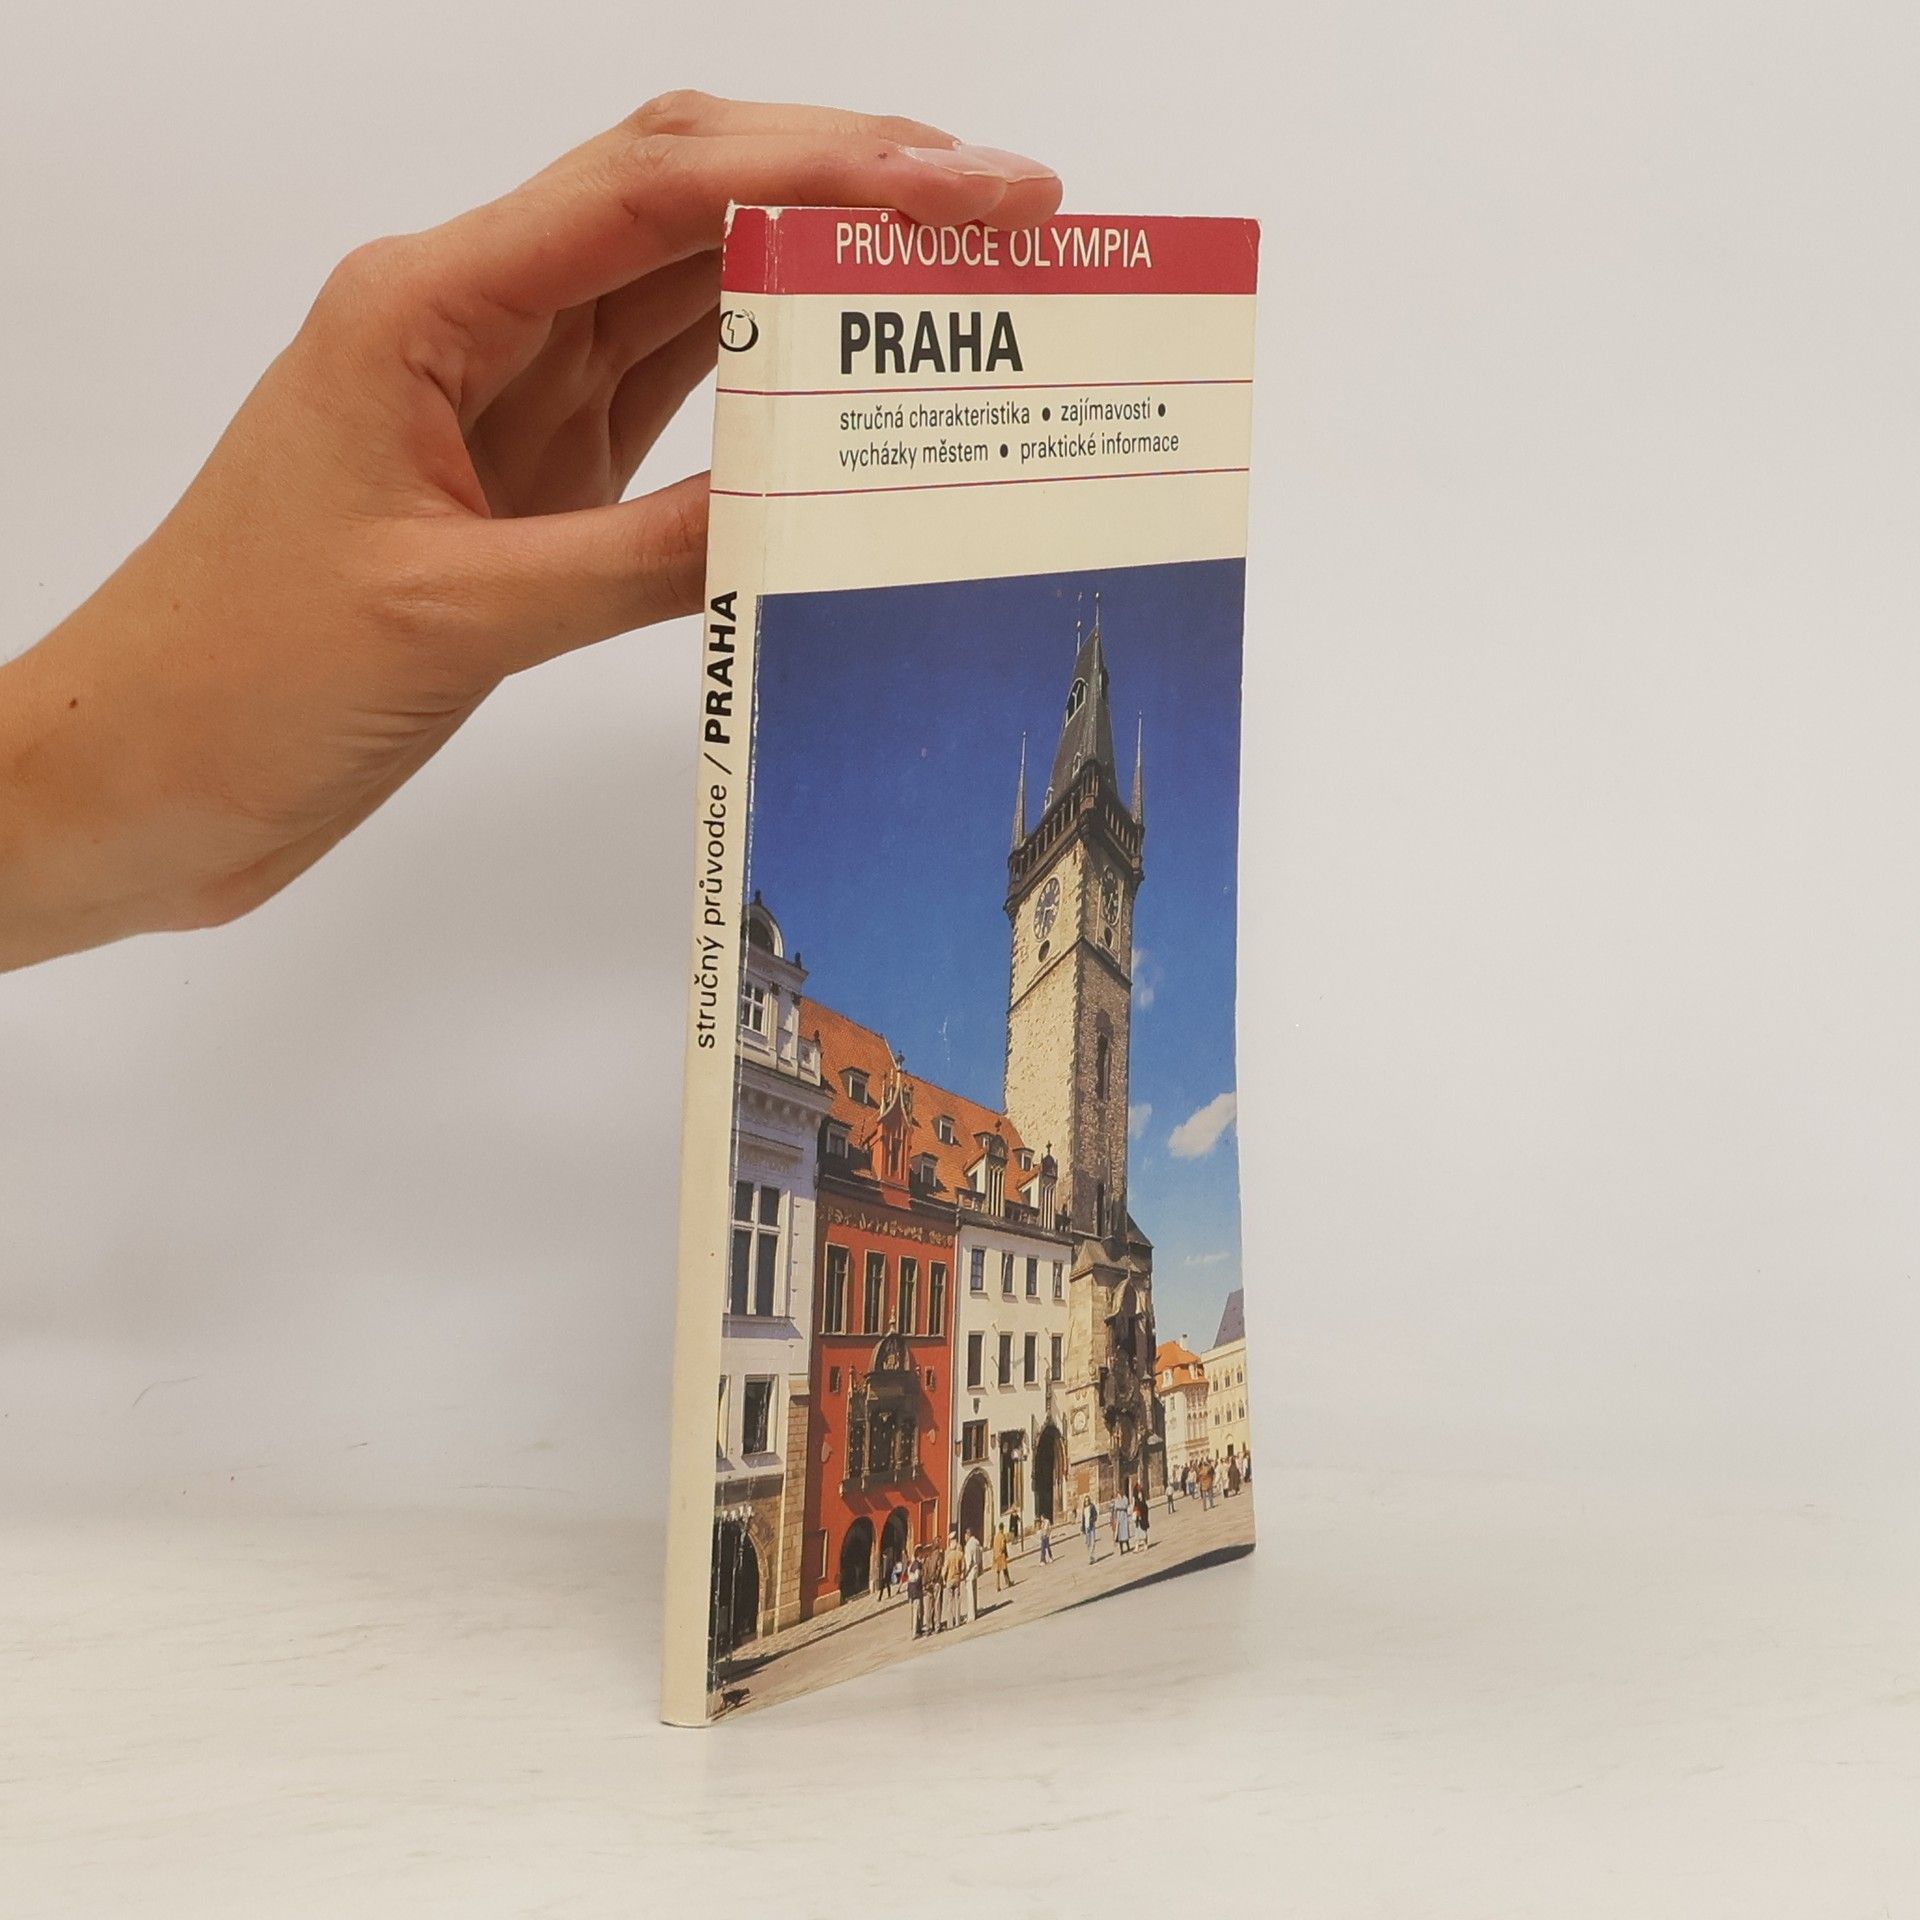 PRŮVODCE OLYMPIA
PRAHA
stručná charakteristika ● zajímavosti ●
vycházky městem ● praktické informace
stručný průvodce / PRAHA